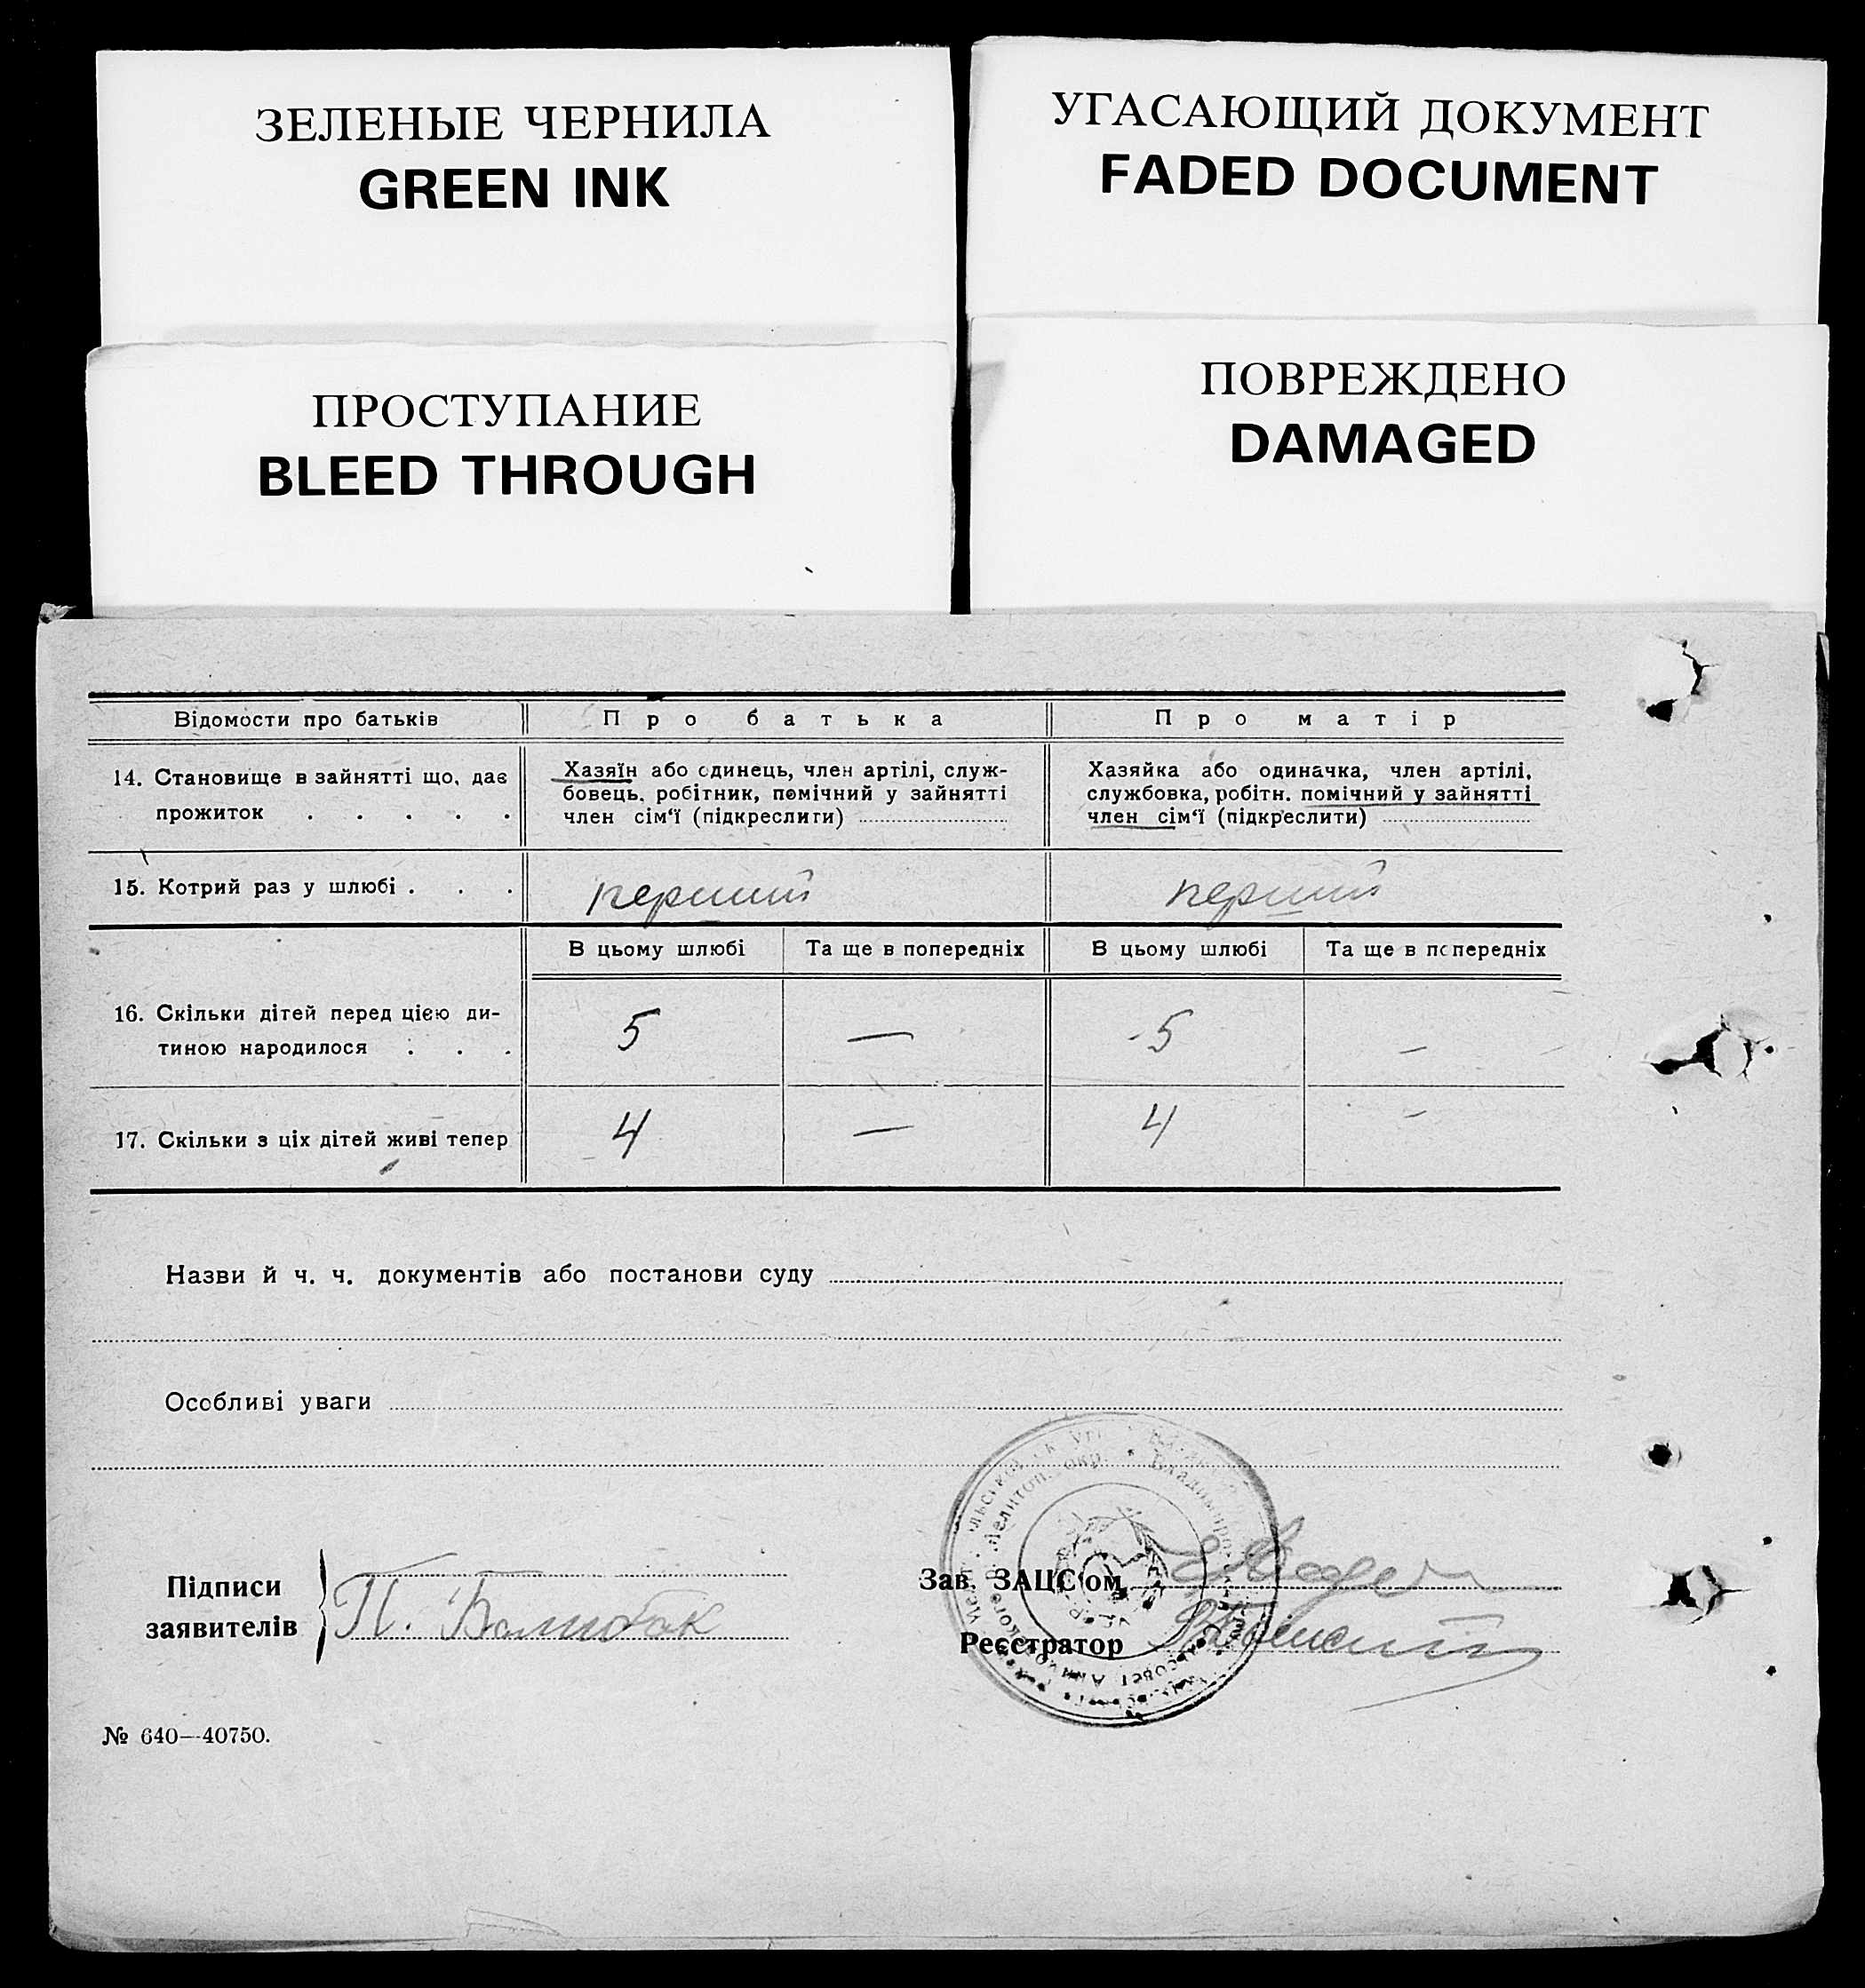 ЗЕЛЕНЫЕ ЧЕРНИЛА
GREEN INK
УГАСАЮЩИЙ ДОКУМЕНТ
FADED DOCUMENT
ПРОСТУПАНИЕ
BLEED THROUGH
ПОВРЕЖДЕНО
DAMAGED
Відомости про батьків
Про батька
Про матір
14. Становище в зайнятті що, дає
прожиток . . . . .
Хазяїн або одинець, член артілі, служ-
бовець, робітник, помічний у зайнятті
член сім‘ї (підкреслити)
Хазяйка або одиначка, член артілі,
службовка, робітн. помічний у зайнятті
член сім‘ї (підкреслити)
15. Котрий раз у шлюбі . . .
перший
перший
В цьому шлюбі
Та ще в попередніх
В цьому шлюбі
Та ще в попередніх
16. Скільки дітей перед цією ди-
тиною народилося . . .
5 — 5 —
17. Скільки з ціх дітей живі тепер
4 — 4 —
Назви й ч. ч. документів або постанови суду
Особливі уваги
Підписи
заявителів
П.
Зав. ЗАЦС'ом
Реєстратор
№ 640—40750.